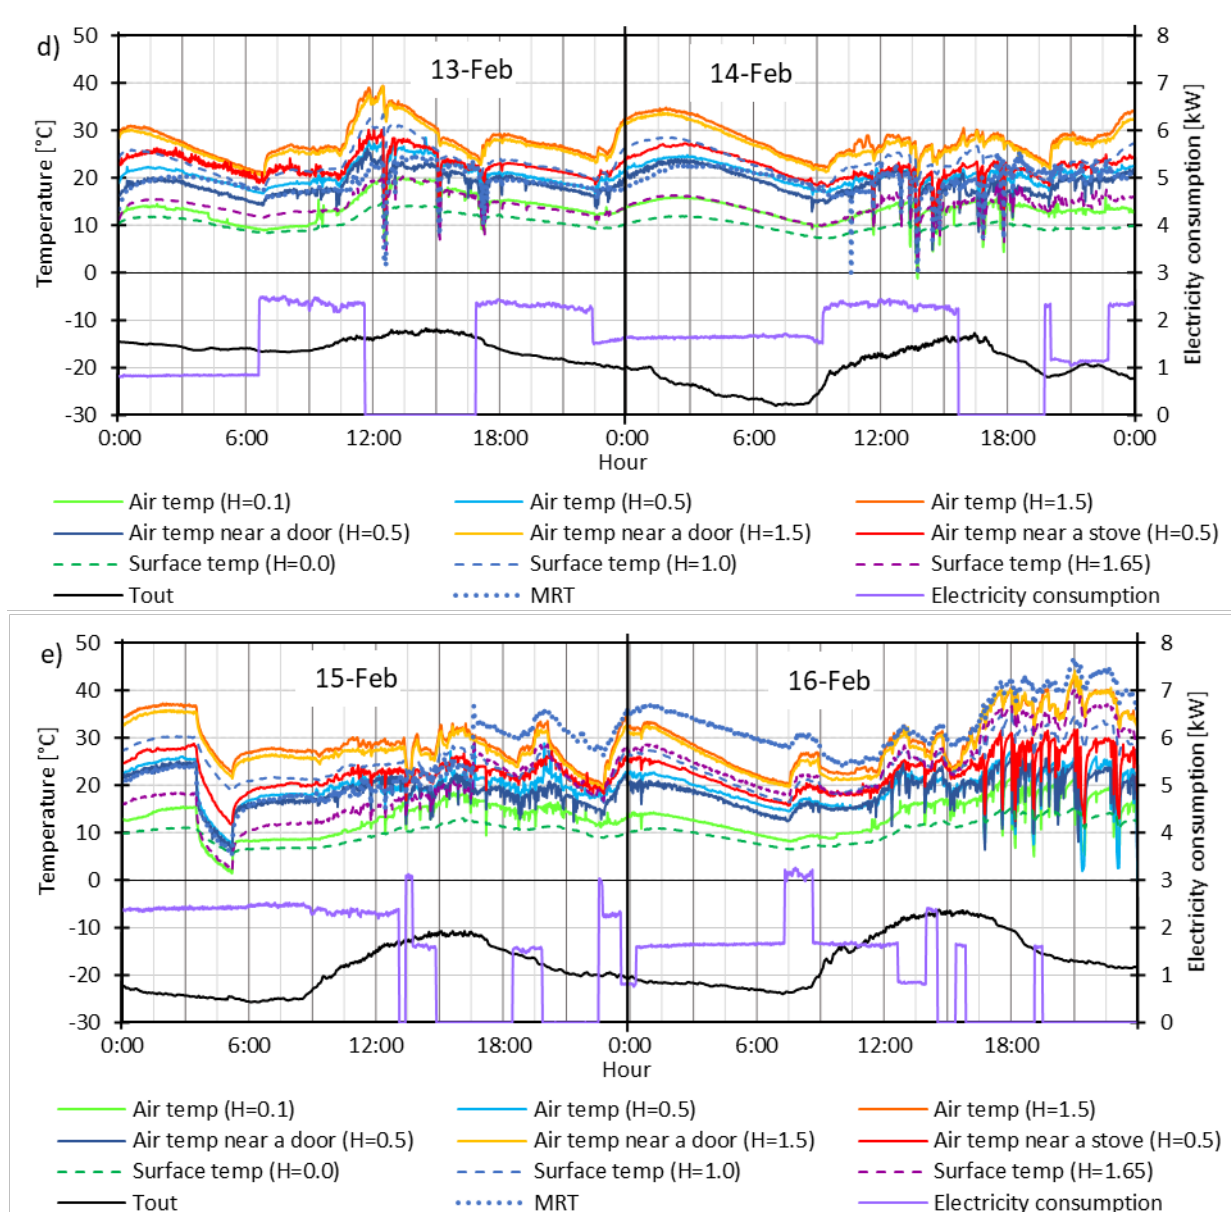 d)
13-Feb
14-Feb
Temperature [°C]
Electricity consumption [kW]
50
40
30
20
10
0
-10
-20
-30
8
7
6
5
4
3
2
1
0
0:00 6:00 12:00 18:00 0:00 6:00 12:00 18:00 0:00
Hour
Air temp (H=0.1) Air temp (H=0.5) Air temp (H=1.5)
Air temp near a door (H=0.5) Air temp near a door (H=1.5) Air temp near a stove (H=0.5)
Surface temp (H=0.0) Surface temp (H=1.0) Surface temp (H=1.65)
Tout MRT Electricity consumption
e)
15-Feb
16-Feb
Temperature [°C]
Electricity consumption [kW]
50
40
30
20
10
0
-10
-20
-30
8
7
6
5
4
3
2
1
0
0:00 6:00 12:00 18:00 0:00 6:00 12:00 18:00
Hour
Air temp (H=0.1) Air temp (H=0.5) Air temp (H=1.5)
Air temp near a door (H=0.5) Air temp near a door (H=1.5) Air temp near a stove (H=0.5)
Surface temp (H=0.0) Surface temp (H=1.0) Surface temp (H=1.65)
Tout MRT Electricity consumption